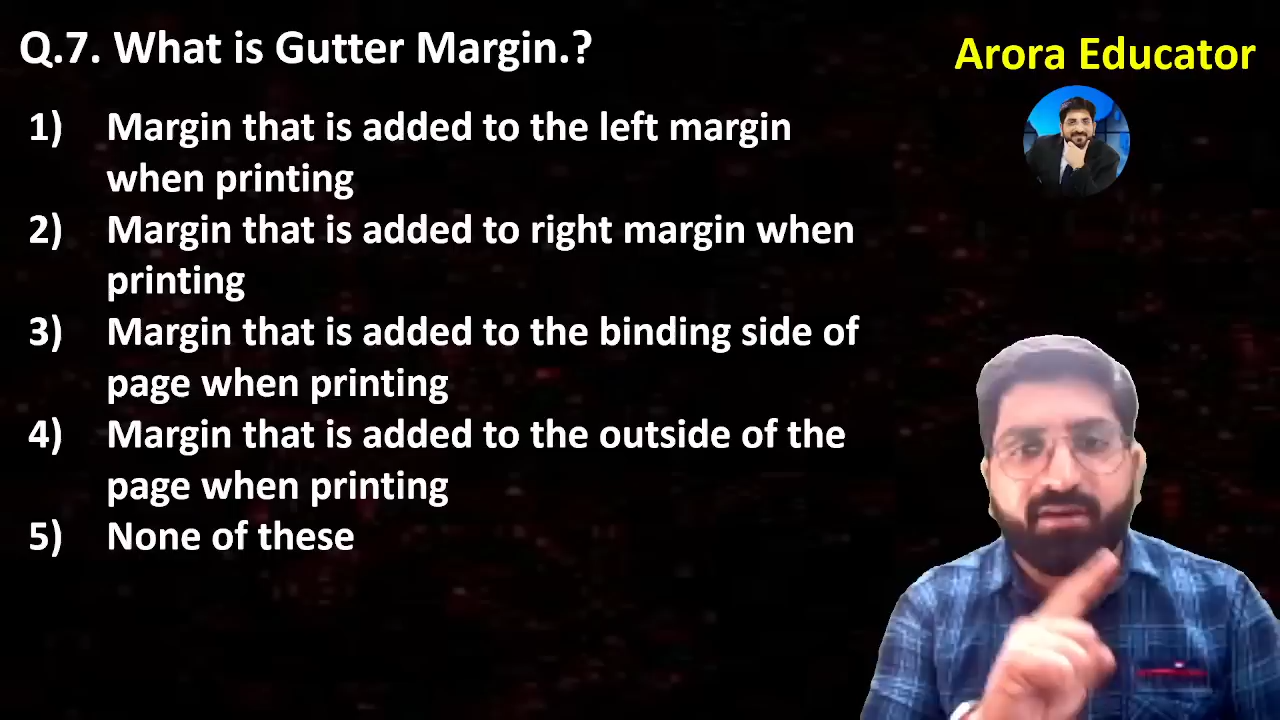 Q.7. What is Gutter Margin.?
Arora Educator
1) Margin that is added to the left margin
when printing
2) Margin that is added to right margin when
printing
3) Margin that is added to the binding side of
page when printing
4) Margin that is added to the outside of the
page when printing
5) None of these